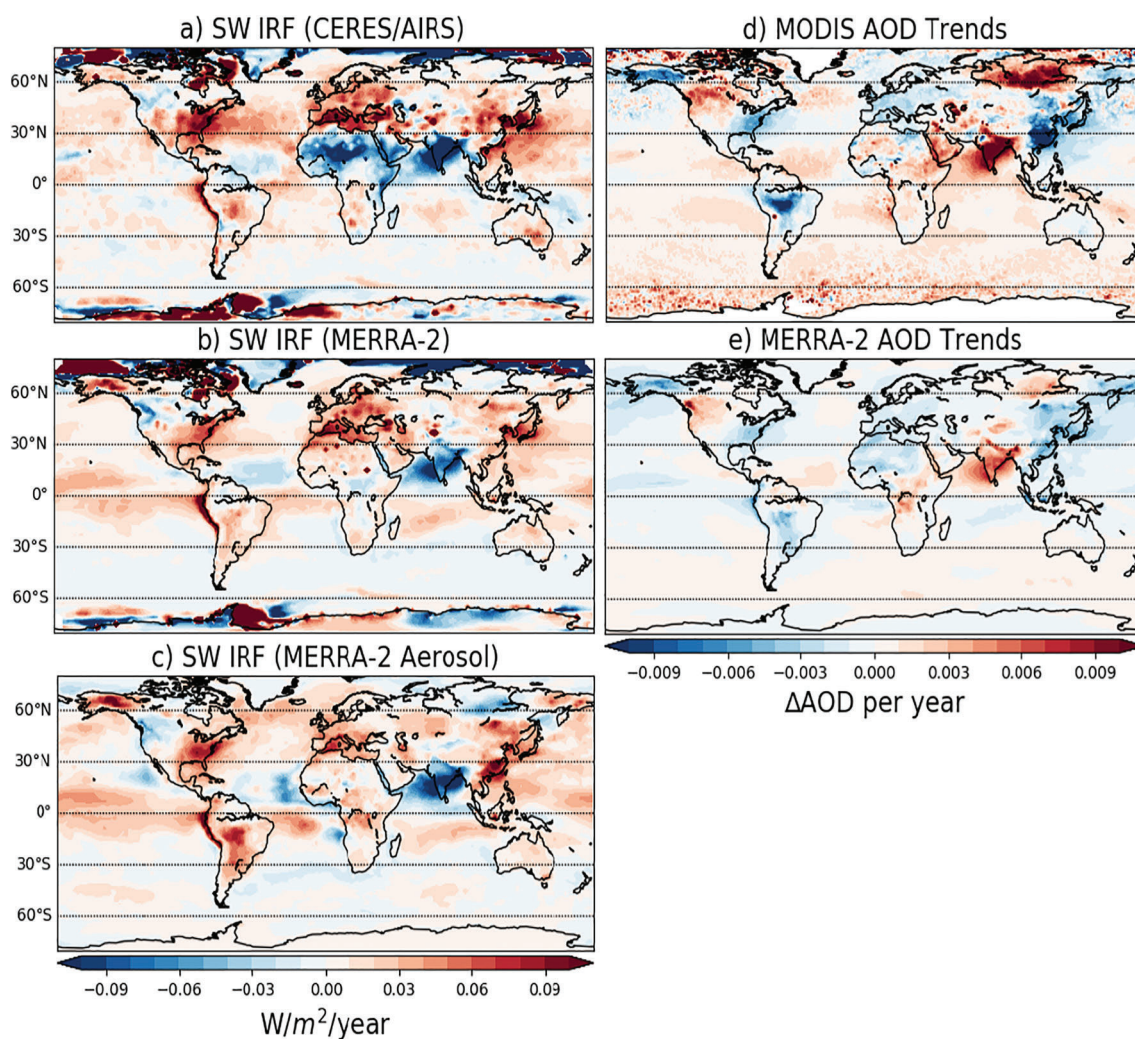 a) SW IRF (CERES/AIRS)
60°N
30°N
0°
30°S
60°S
d) MODIS AOD Trends
b) SW IRF (MERRA-2)
60°N
30°N
0°
30°S
60°S
e) MERRA-2 AOD Trends
−0.009 −0.006 −0.003 0.000 0.003 0.006 0.009
ΔAOD per year
c) SW IRF (MERRA-2 Aerosol)
60°N
30°N
0°
30°S
60°S
−0.09 −0.06 −0.03 0.00 0.03 0.06 0.09
W/m²/year